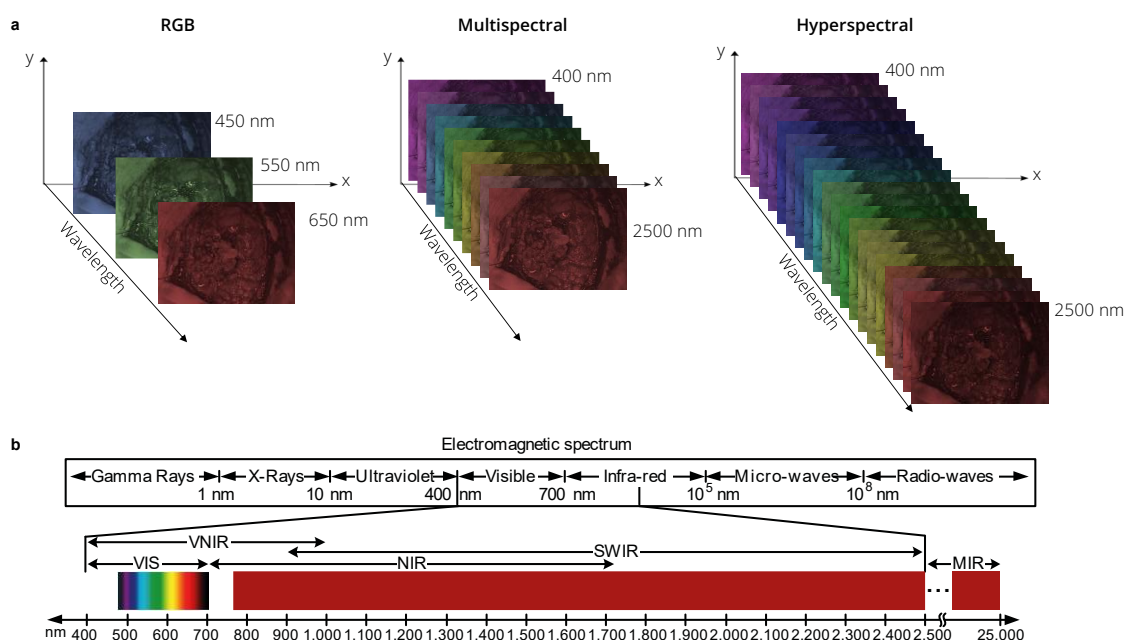 a
RGB
Multispectral
Hyperspectral
y
450 nm
550 nm
x
650 nm
Wavelength
y
400 nm
x
2500 nm
Wavelength
y
400 nm
x
2500 nm
Wavelength
b
Electromagnetic spectrum
Gamma Rays X-Rays Ultraviolet Visible Infra-red Micro-waves Radio-waves
1 nm 10 nm 400 nm 700 nm 10⁵ nm 10⁸ nm
VNIR
SWIR
VIS NIR MIR
...
nm 400 500 600 700 800 900 1.000 1.100 1.200 1.300 1.400 1.500 1.600 1.700 1.800 1.900 2.000 2.100 2.200 2.300 2.400 2.500 25.000